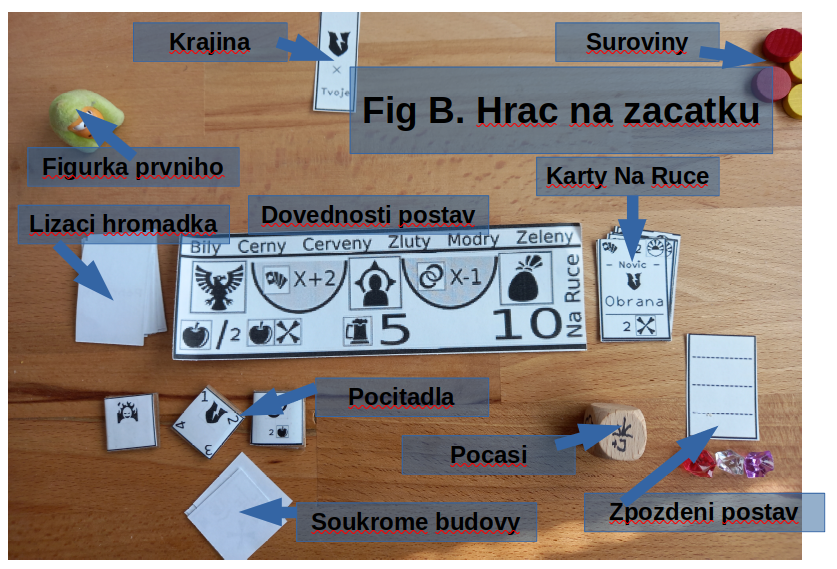 Krajina
Suroviny
×
Tvoje
Fig B. Hrac na zacatku
Figurka prvniho
Karty Na Ruce
Lizaci hromadka
Dovednosti postav
Bily Cerny Cerveny Zluty Modry Zeleny
X+2
X-1
Na Ruce
/2
5
10
2
- Novic -
Obrana
2
1
2
3
4
2
Pocitadla
Pocasi
Soukrome budovy
Zpozdeni postav